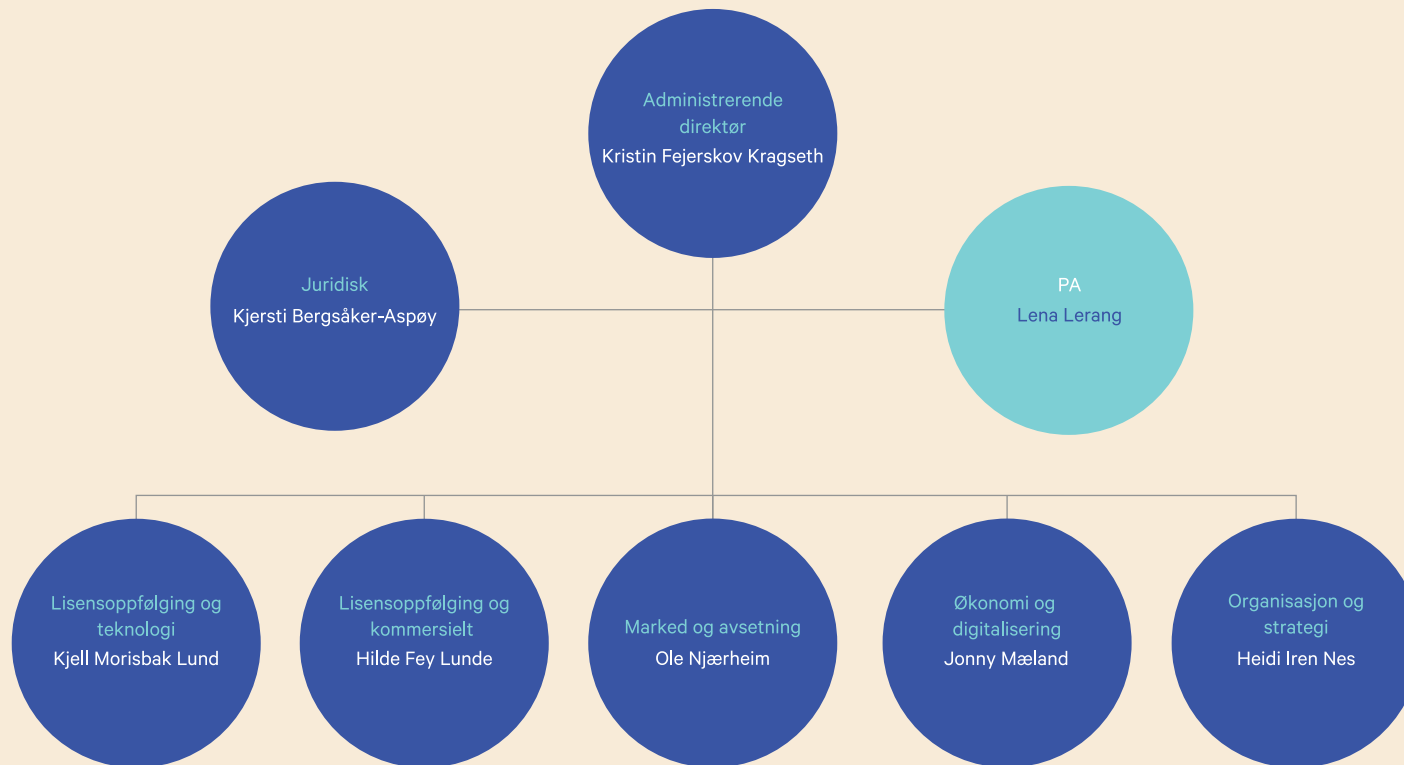 Administrerende
direktør
Kristin Fejerskov Kragseth
Juridisk
Kjersti Bergsåker-Aspøy
PA
Lena Lerang
Lisensoppfølging og
teknologi
Kjell Morisbak Lund
Lisensoppfølging og
kommersielt
Hilde Fey Lunde
Marked og avsetning
Ole Njærheim
Økonomi og
digitalisering
Jonny Mæland
Organisasjon og
strategi
Heidi Iren Nes